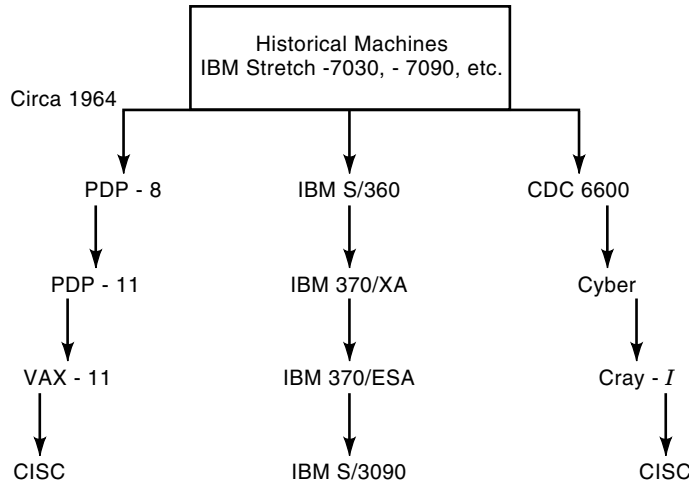 Historical Machines
IBM Stretch -7030, - 7090, etc.
Circa 1964
PDP - 8
IBM S/360
CDC 6600
PDP - 11
IBM 370/XA
Cyber
VAX - 11
IBM 370/ESA
Cray - I
CISC
IBM S/3090
CISC